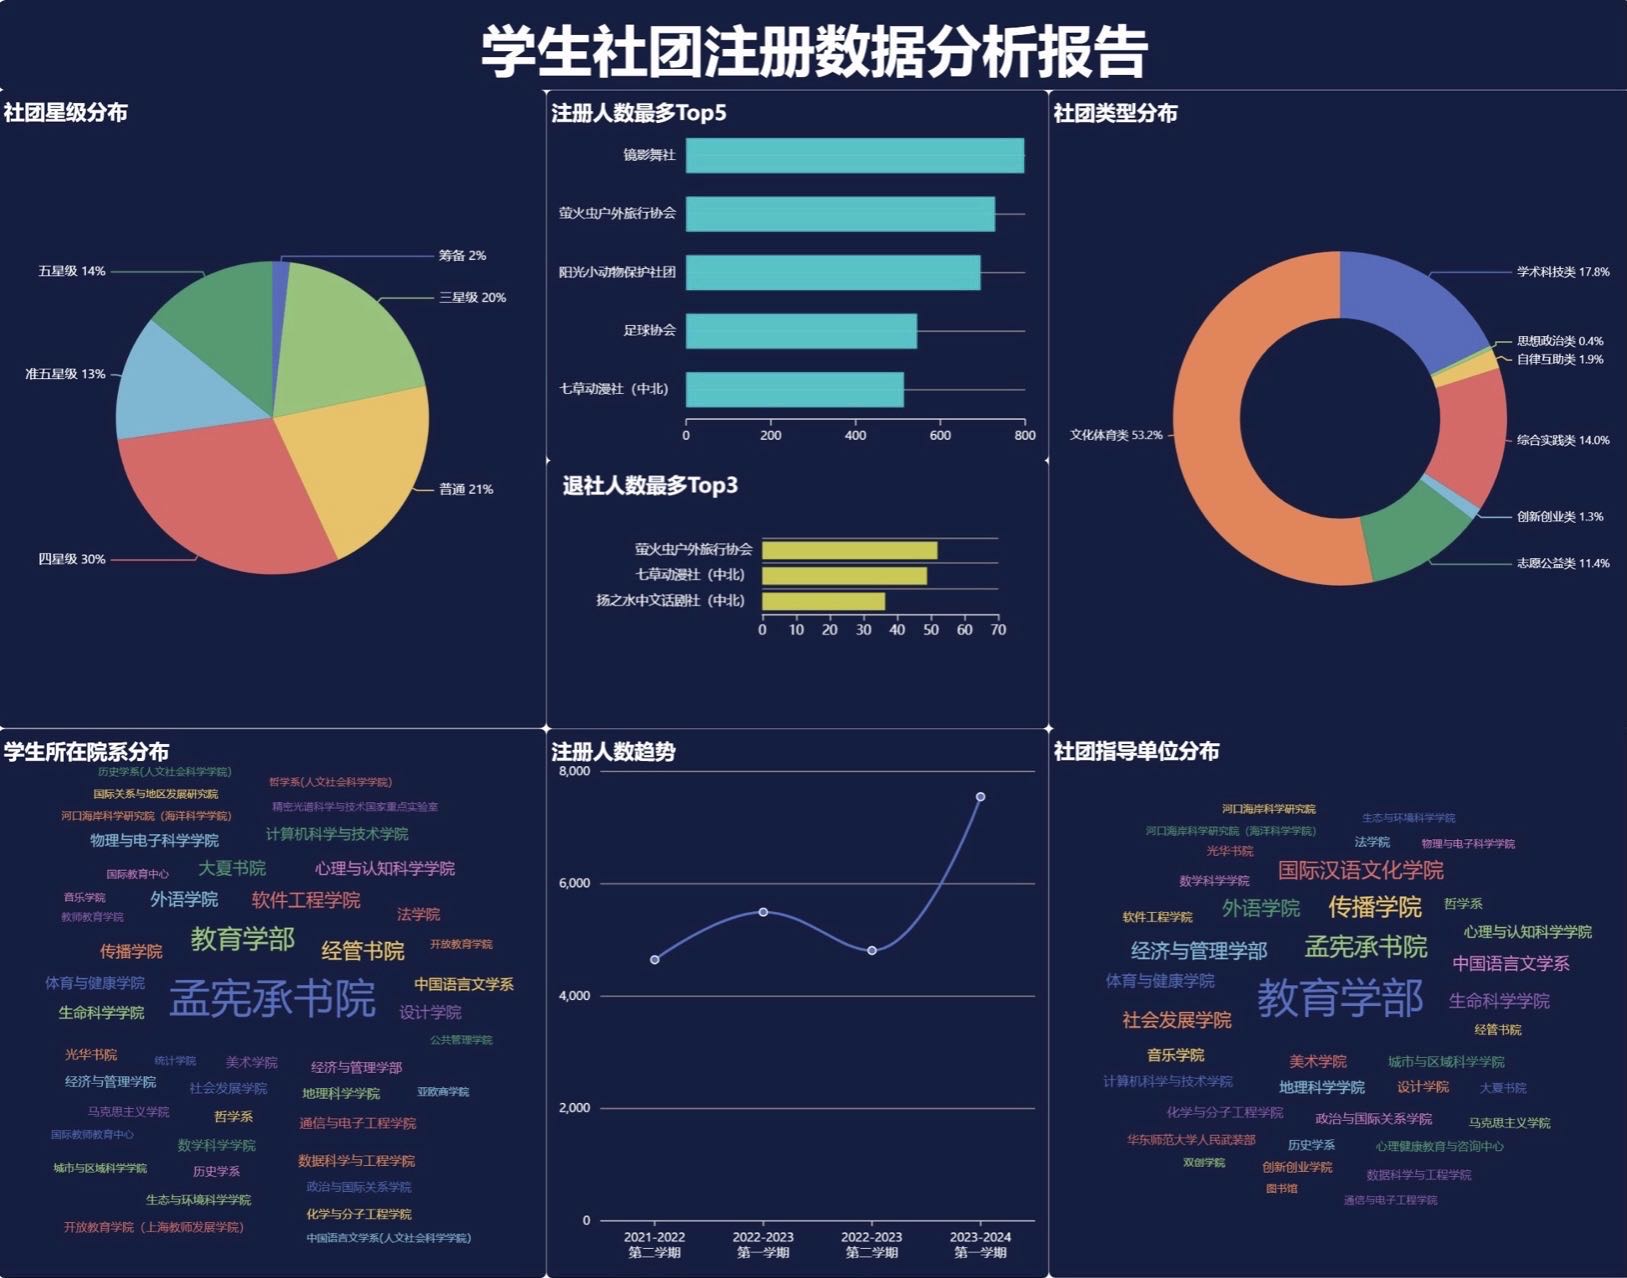 学生社团注册数据分析报告
社团星级分布
筹备 2%
三星级 20%
普通 21%
四星级 30%
准五星级 13%
五星级 14%
注册人数最多Top5
镜影舞社
萤火虫户外旅行协会
阳光小动物保护社团
足球协会
七草动漫社（中北）
0 200 400 600 800
退社人数最多Top3
萤火虫户外旅行协会
七草动漫社（中北）
扬之水中文话剧社（中北）
0 10 20 30 40 50 60 70
社团类型分布
学术科技类 17.8%
思想政治类 0.4%
自律互助类 1.9%
综合实践类 14.0%
创新创业类 1.3%
志愿公益类 11.4%
文化体育类 53.2%
学生所在院系分布
历史学系(人文社会科学学院)
哲学系(人文社会科学学院)
国际关系与地区发展研究院
精密光谱科学与技术国家重点实验室
河口海岸科学研究院（海洋科学学院）
物理与电子科学学院
计算机科学与技术学院
国际教育中心
大夏书院
心理与认知科学学院
音乐学院
外语学院
软件工程学院
教师教育学院
法学院
传播学院
教育学部
经管书院
开放教育学院
体育与健康学院
孟宪承书院
中国语言文学系
生命科学学院
设计学院
公共管理学院
光华书院
统计学院
美术学院
经济与管理学部
经济与管理学院
社会发展学院
地理科学学院
亚欧商学院
马克思主义学院
哲学系
通信与电子工程学院
国际教师教育中心
数学科学学院
城市与区域科学学院
历史学系
数据科学与工程学院
生态与环境科学学院
政治与国际关系学院
化学与分子工程学院
开放教育学院（上海教师发展学院）
中国语言文学系(人文社会科学学院)
注册人数趋势
8,000
6,000
4,000
2,000
0
2021-2022 2022-2023 2022-2023 2023-2024
第二学期 第一学期 第二学期 第一学期
社团指导单位分布
河口海岸科学研究院
生态与环境科学学院
河口海岸科学研究院（海洋科学学院）
法学院
物理与电子科学学院
光华书院
数学科学学院
国际汉语文化学院
软件工程学院
外语学院
传播学院
哲学系
经济与管理学部
孟宪承书院
心理与认知科学学院
中国语言文学系
体育与健康学院
教育学部
生命科学学院
社会发展学院
经管书院
音乐学院
美术学院
城市与区域科学学院
计算机科学与技术学院
地理科学学院
设计学院
大夏书院
化学与分子工程学院
政治与国际关系学院
马克思主义学院
华东师范大学人民武装部
历史学系
心理健康教育与咨询中心
双创学院
创新创业学院
数据科学与工程学院
图书馆
通信与电子工程学院